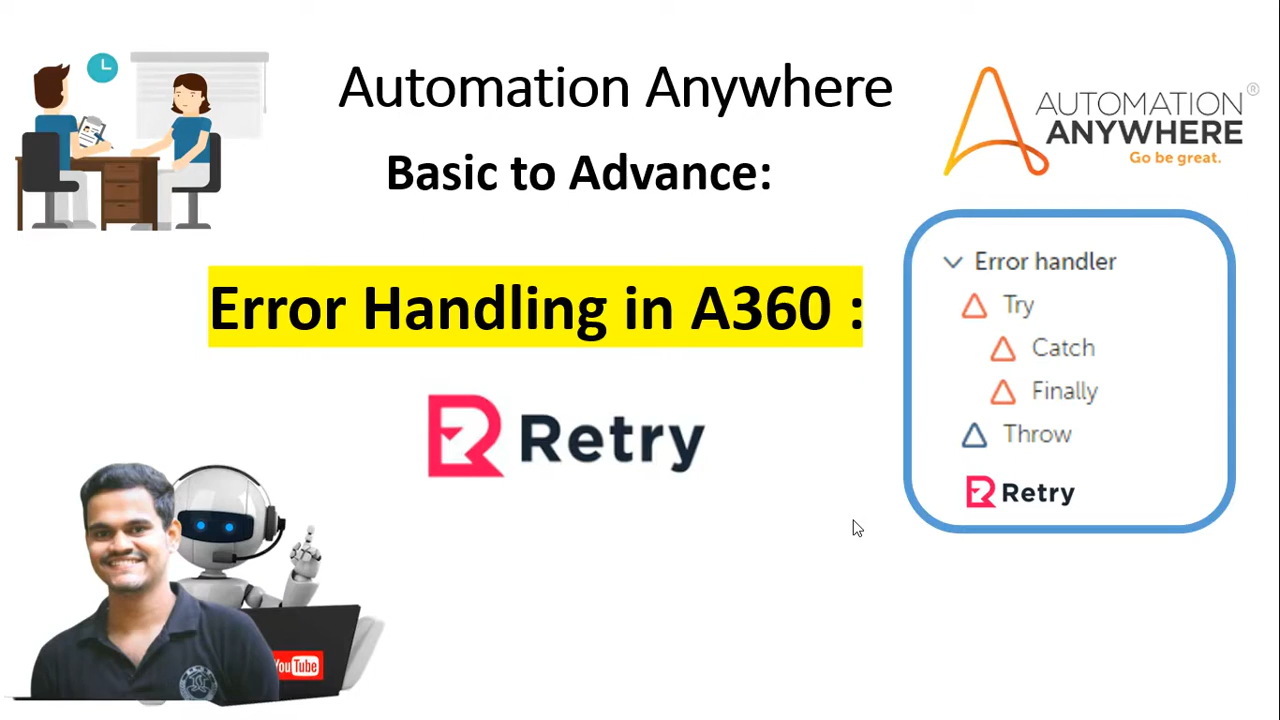 Automation Anywhere
Basic to Advance:
Error Handling in A360 :
Retry
AUTOMATION
ANYWHERE
®
Go be great.
Error handler
Try
Catch
Finally
Throw
Retry
YouTube